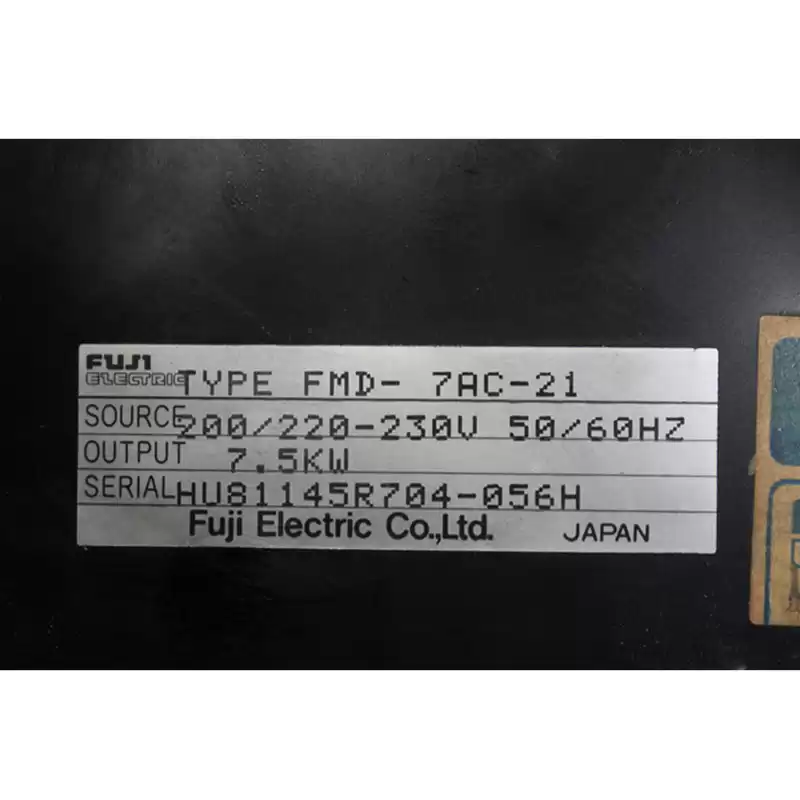 FUJI ELECTRIC TYPE FMD- 7AC-21
SOURCE 200/220-230V 50/60HZ
OUTPUT 7.5KW
SERIAL HU81145R704-056H
Fuji Electric Co.,Ltd. JAPAN